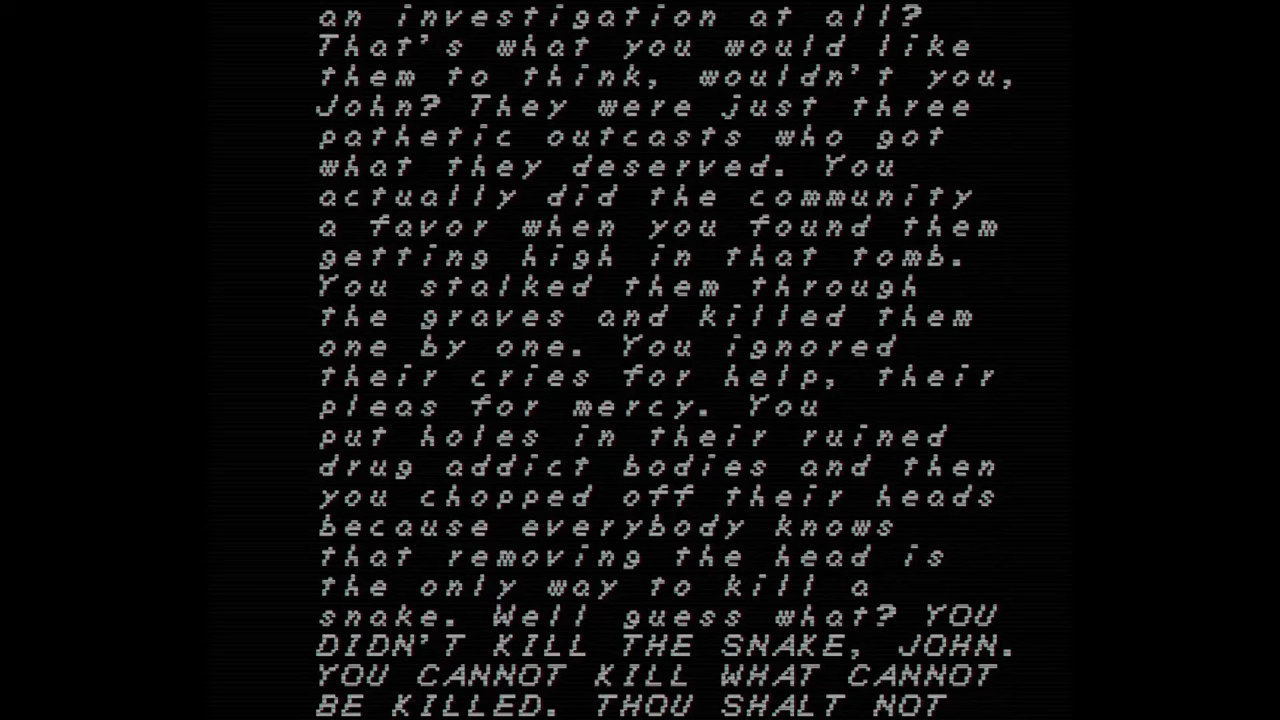 an investigation at all?
That's what you would like
them to think, wouldn't you,
John? They were just three
pathetic outcasts who got
what they deserved. You
actually did the community
a favor when you found them
getting high in that tomb.
You stalked them through
the graves and killed them
one by one. You ignored
their cries for help, their
pleas for mercy. You
put holes in their ruined
drug addict bodies and then
you chopped off their heads
because everybody knows
that removing the head is
the only way to kill a
snake. Well guess what? YOU
DIDN'T KILL THE SNAKE, JOHN.
YOU CANNOT KILL WHAT CANNOT
BE KILLED. THOU SHALT NOT